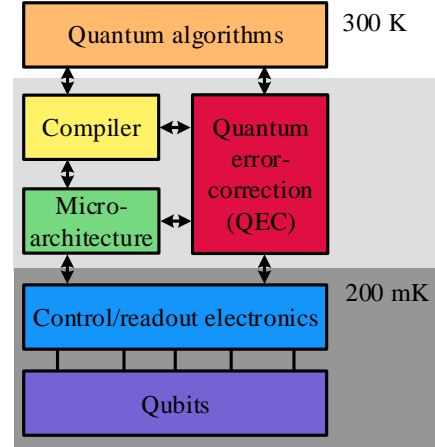 Quantum algorithms
300 K
Compiler
Quantum
error-
correction
(QEC)
Micro-
architecture
200 mK
Control/readout electronics
Qubits